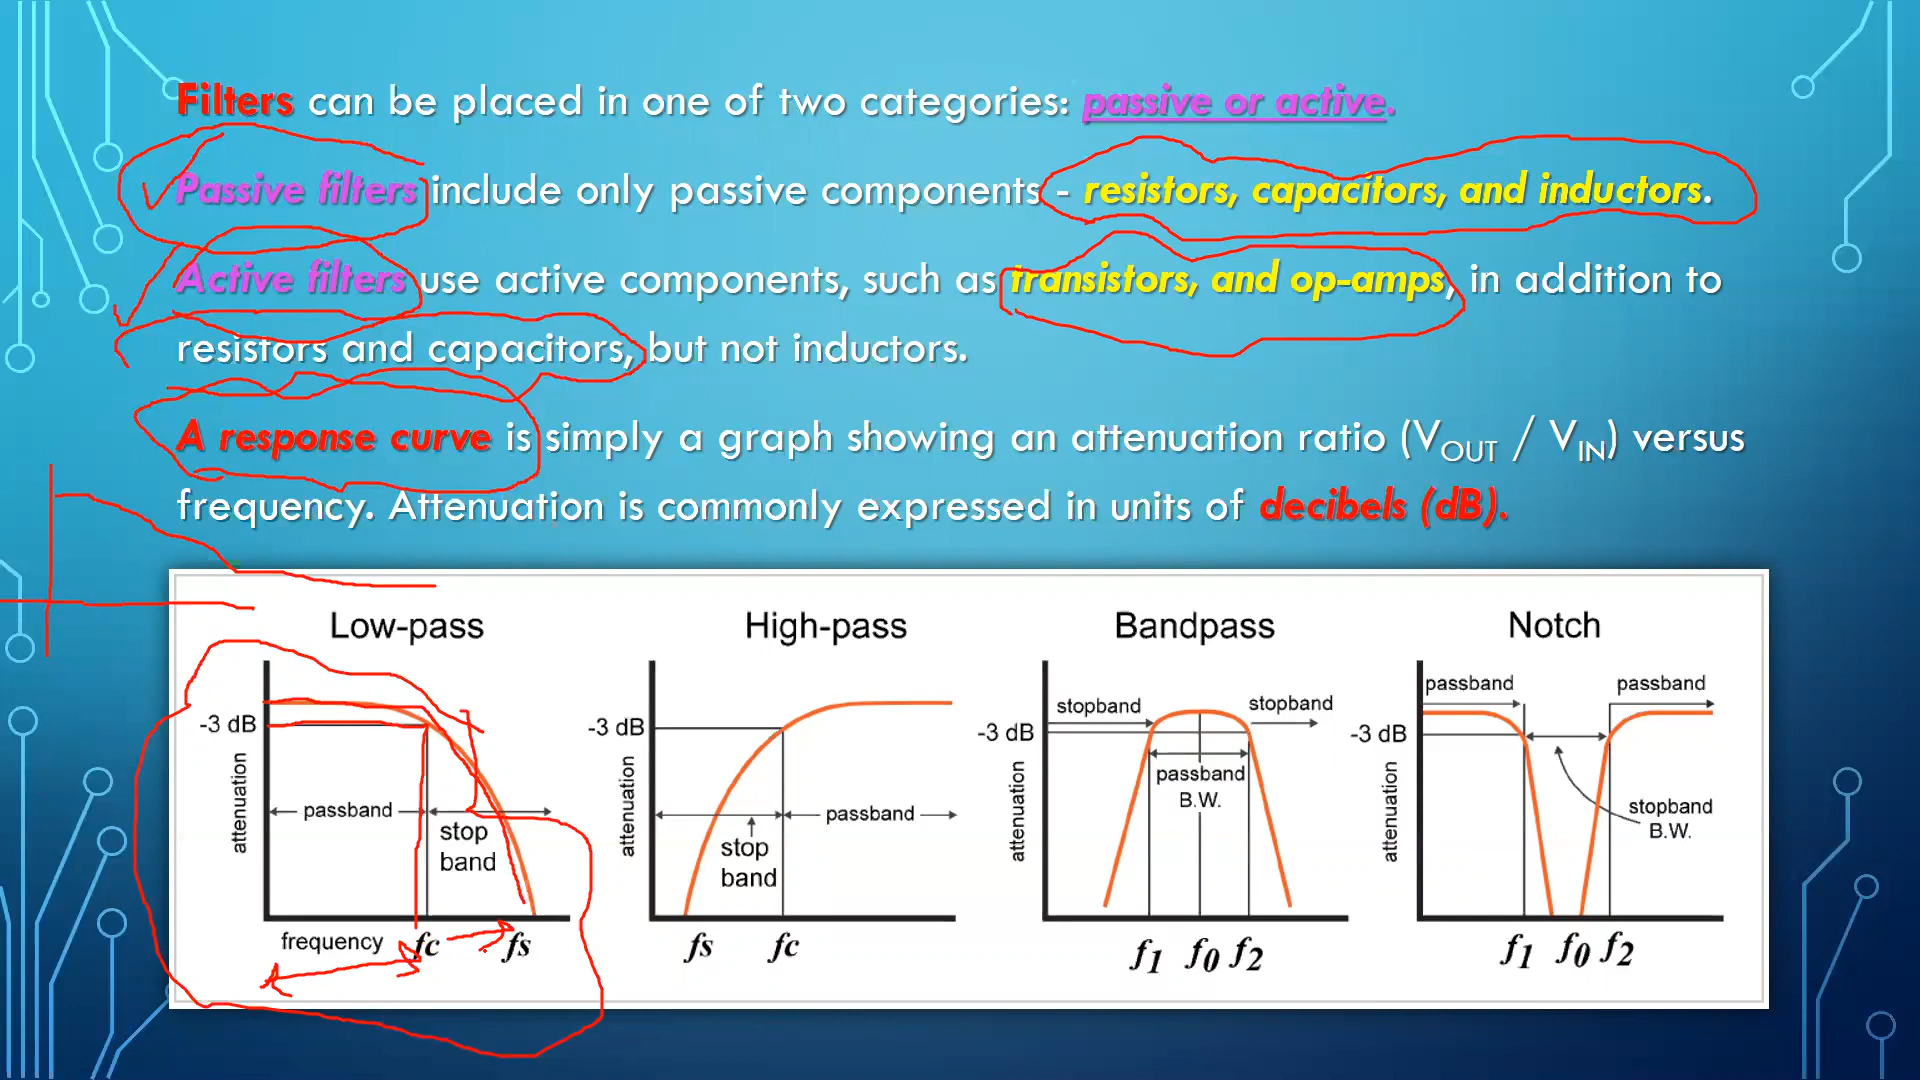 Filters can be placed in one of two categories: passive or active.
Passive filters include only passive components - resistors, capacitors, and inductors.
Active filters use active components, such as transistors, and op-amps, in addition to
resistors and capacitors, but not inductors.
A response curve is simply a graph showing an attenuation ratio (VOUT / VIN) versus
frequency. Attenuation is commonly expressed in units of decibels (dB).
Low-pass
-3 dB
attenuation
passband
stop
band
frequency
fc
fs
High-pass
-3 dB
attenuation
passband
stop
band
fs
fc
Bandpass
stopband
stopband
-3 dB
attenuation
passband
B.W.
f1
f0
f2
Notch
passband
passband
-3 dB
attenuation
stopband
B.W.
f1
f0
f2